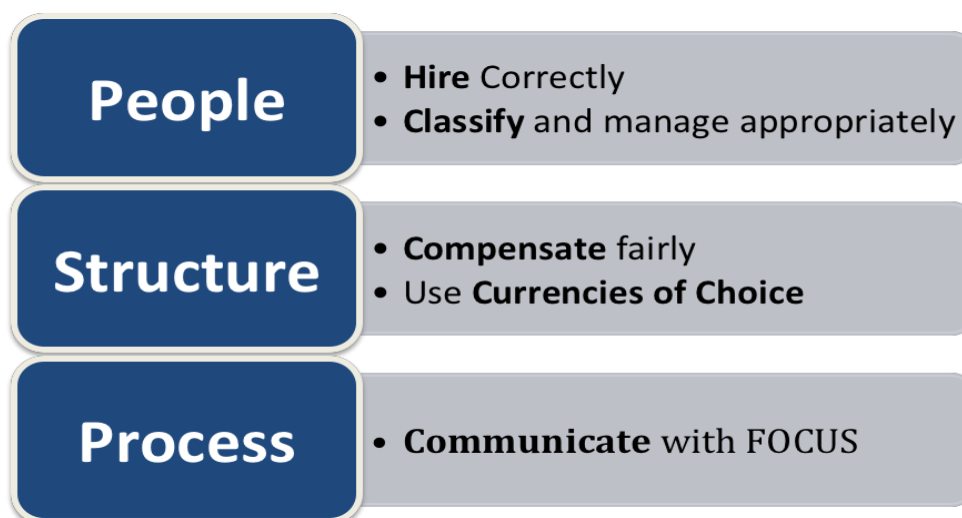 People
• Hire Correctly
• Classify and manage appropriately
Structure
• Compensate fairly
• Use Currencies of Choice
Process
• Communicate with FOCUS